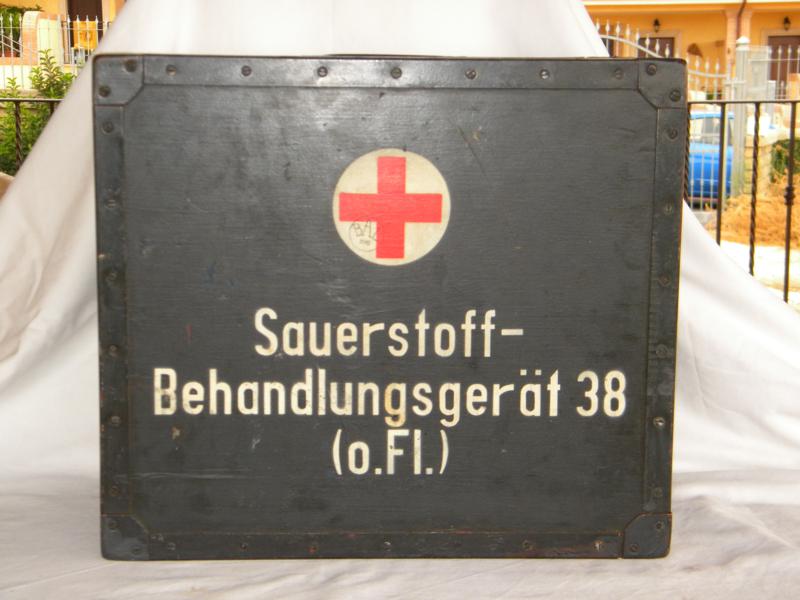 Sauerstoff-
Behandlungsgerät 38
(o.Fl.)